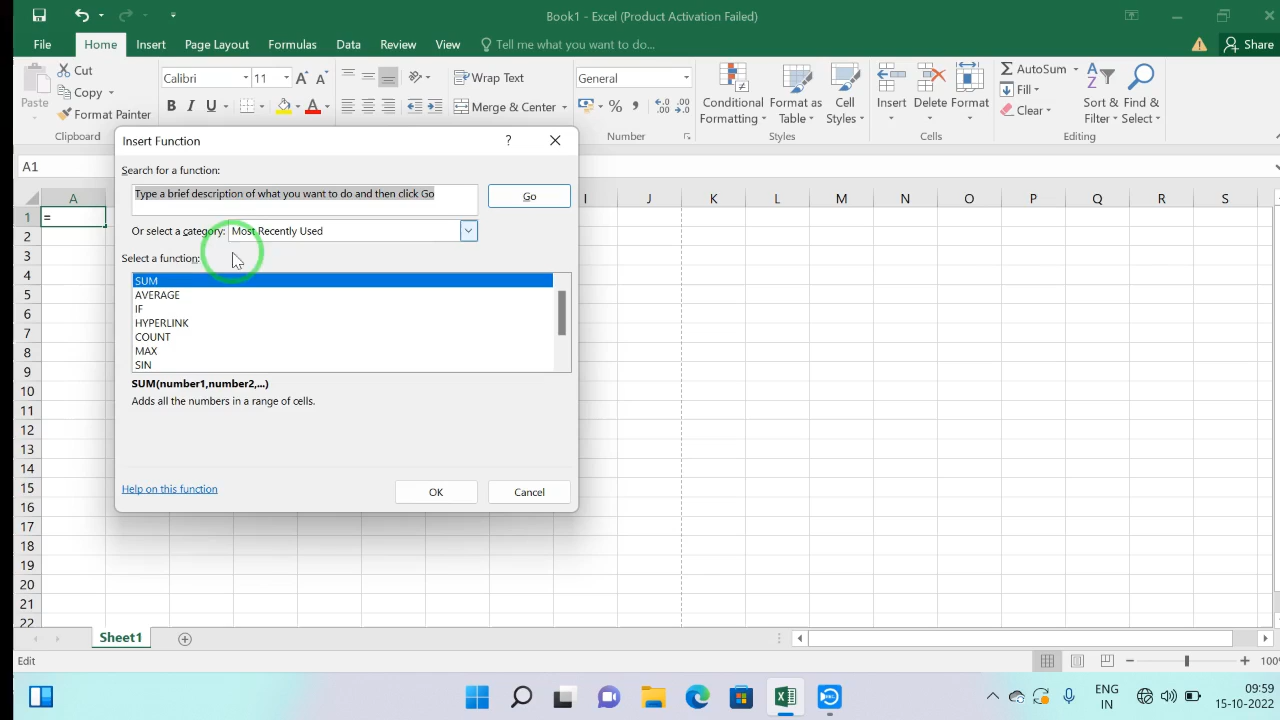 Book1 - Excel (Product Activation Failed)
File Home Insert Page Layout Formulas Data Review View Tell me what you want to do... Share
Paste
Cut
Copy
Format Painter
Clipboard
Calibri 11
B I U
Wrap Text
Merge & Center
General
Number
Conditional Formatting
Format as Table
Cell Styles
Styles
Insert Delete Format
Cells
AutoSum
Fill
Clear
Sort & Filter
Find & Select
Editing
A1
Insert Function
Search for a function:
Type a brief description of what you want to do and then click Go
Go
Or select a category: Most Recently Used
Select a function:
SUM
AVERAGE
IF
HYPERLINK
COUNT
MAX
SIN
SUM(number1,number2,...)
Adds all the numbers in a range of cells.
Help on this function
OK Cancel
A I J K L M N O P Q R S
1 =
2
3
4
5
6
7
8
9
10
11
12
13
14
15
16
17
18
19
20
21
22
Sheet1
Edit
100%
ENG
IN
09:59
15-10-2022